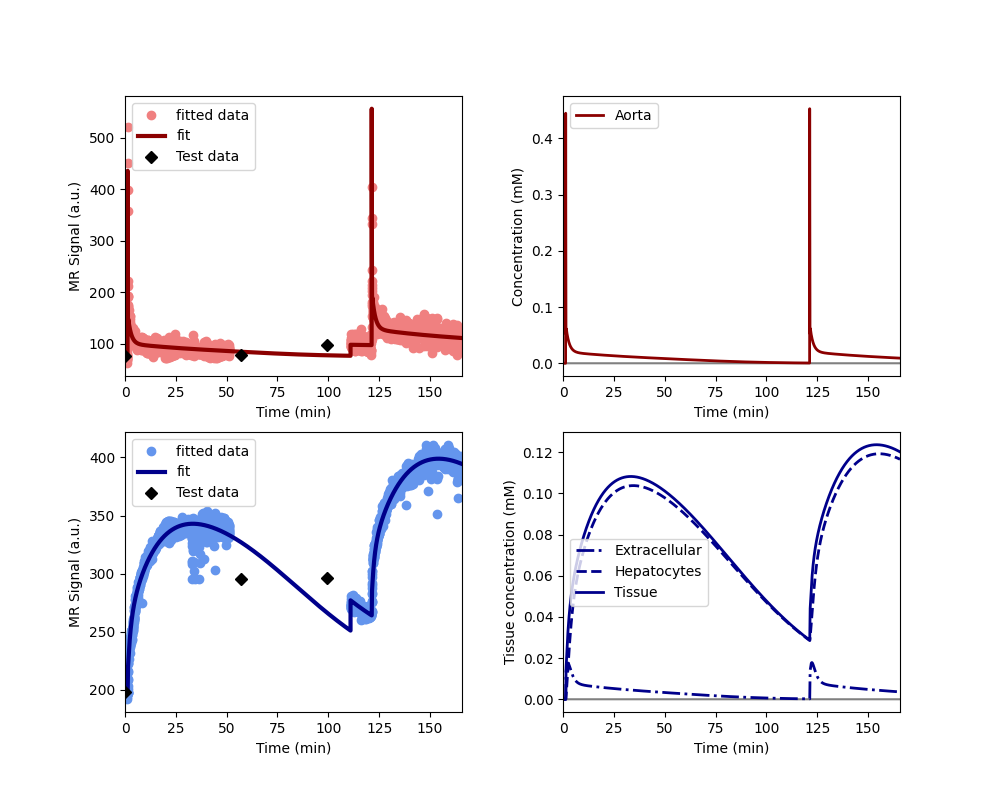 fitted data
fit
Test data
MR Signal (a.u.)
500
400
300
200
100
0 25 50 75 100 125 150
Time (min)
Aorta
Concentration (mM)
0.4
0.3
0.2
0.1
0.0
0 25 50 75 100 125 150
Time (min)
fitted data
fit
Test data
MR Signal (a.u.)
400
350
300
250
200
0 25 50 75 100 125 150
Time (min)
Extracellular
Hepatocytes
Tissue
Tissue concentration (mM)
0.12
0.10
0.08
0.06
0.04
0.02
0.00
0 25 50 75 100 125 150
Time (min)